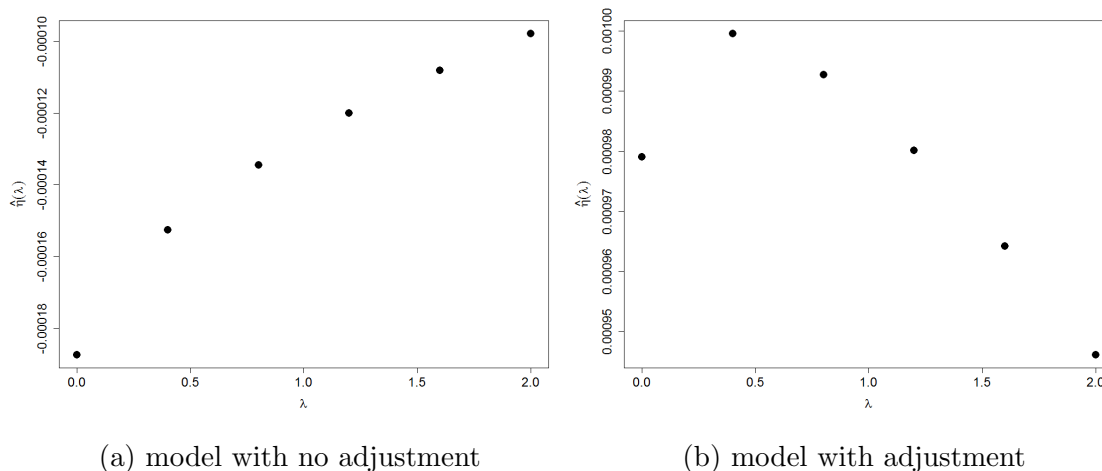 -0.00010
-0.00012
-0.00014
-0.00016
-0.00018
η̂(λ)
0.0 0.5 1.0 1.5 2.0
λ
(a) model with no adjustment
0.00100
0.00099
0.00098
0.00097
0.00096
0.00095
η̂(λ)
0.0 0.5 1.0 1.5 2.0
λ
(b) model with adjustment